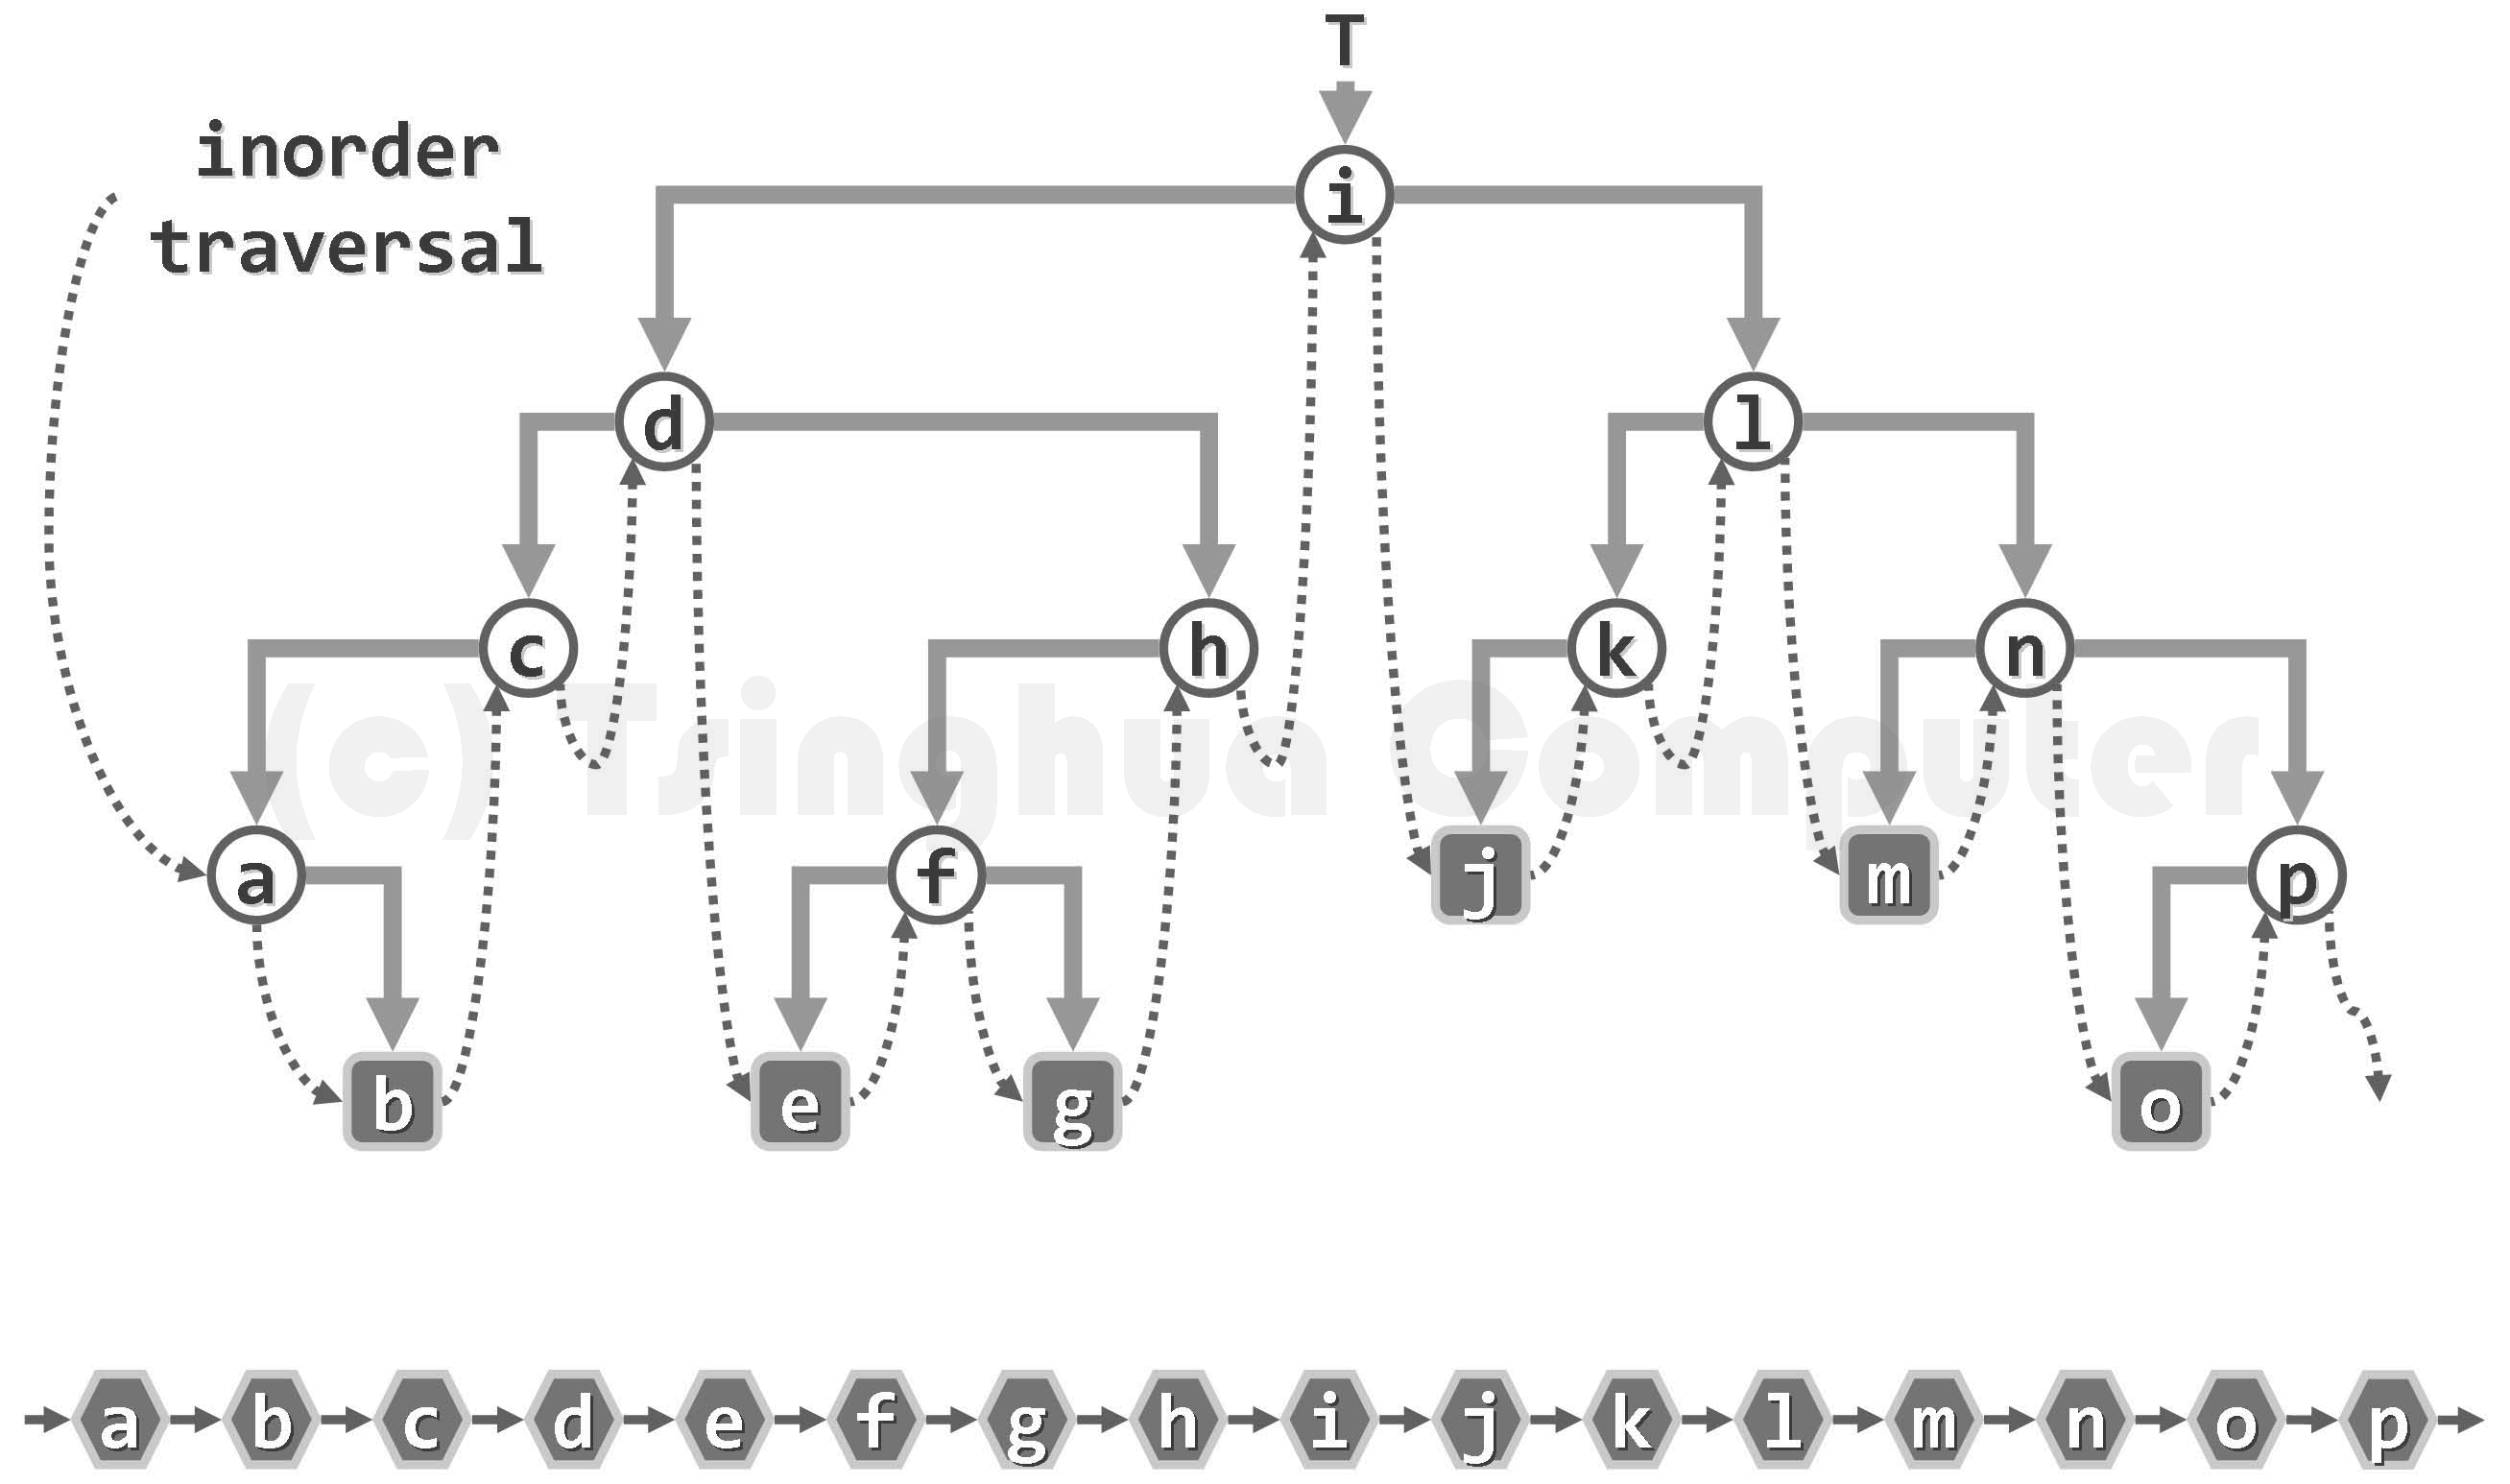 T
inorder
traversal
i
d l
c h k n
a f j m p
b e g o
(c) Tsinghua Computer
a b c d e f g h i j k l m n o p